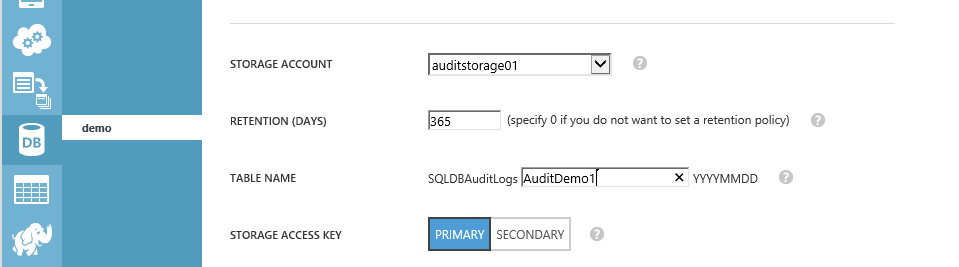 STORAGE ACCOUNT auditstorage01 ?
DB demo
RETENTION (DAYS) 365 (specify 0 if you do not want to set a retention policy) ?
TABLE NAME SQLDBAuditLogs AuditDemo1 × YYYYMMDD ?
STORAGE ACCESS KEY PRIMARY SECONDARY ?